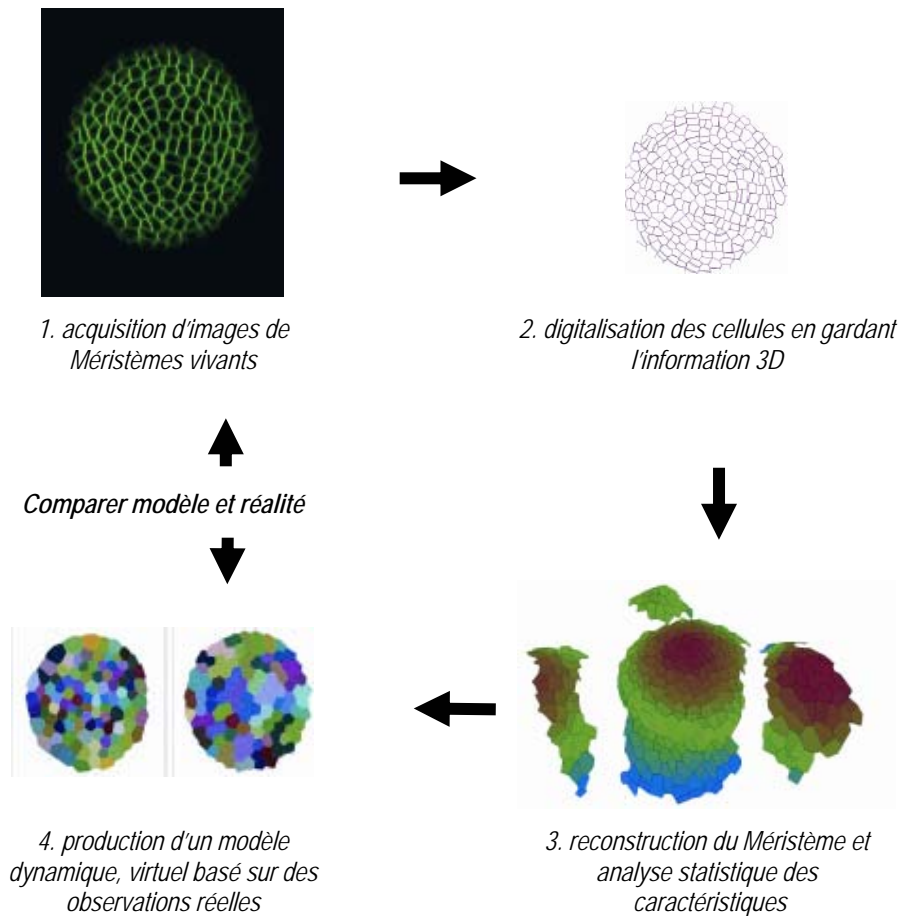 1. acquisition d'images de
Méristèmes vivants
2. digitalisation des cellules en gardant
l'information 3D
Comparer modèle et réalité
3. reconstruction du Méristème et
analyse statistique des
caractéristiques
4. production d'un modèle
dynamique, virtuel basé sur des
observations réelles